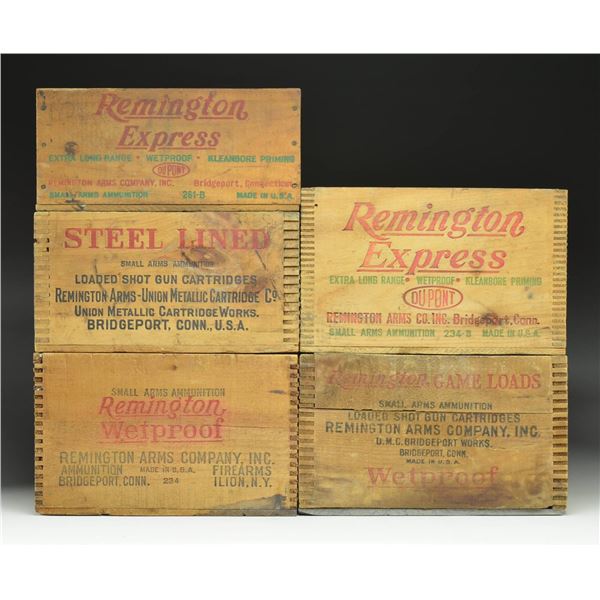 Remington
Express
EXTRA LONG RANGE • WETPROOF • KLEANBORE PRIMING
DU PONT
REMINGTON ARMS COMPANY, INC. Bridgeport, Connecticut
SMALL ARMS AMMUNITION 261-B MADE IN U.S.A.
STEEL LINED
SMALL ARMS AMMUNITION
LOADED SHOT GUN CARTRIDGES
REMINGTON ARMS-UNION METALLIC CARTRIDGE CO.
UNION METALLIC CARTRIDGE WORKS.
BRIDGEPORT, CONN., U.S.A.
SMALL ARMS AMMUNITION
Remington,
Wetproof
REMINGTON ARMS COMPANY, INC.
AMMUNITION MADE IN U.S.A. FIREARMS
BRIDGEPORT, CONN. 234 ILION, N.Y.
Remington
Express
EXTRA LONG RANGE • WETPROOF • KLEANBORE PRIMING
DU PONT
REMINGTON ARMS CO. INC. Bridgeport, Conn.
SMALL ARMS AMMUNITION 234-B MADE IN U.S.A.
Remington, GAME LOADS
SMALL ARMS AMMUNITION
LOADED SHOT GUN CARTRIDGES
REMINGTON ARMS COMPANY, INC.
U.M.C. BRIDGEPORT WORKS.
BRIDGEPORT, CONN.
MADE IN U.S.A.
Wetproof